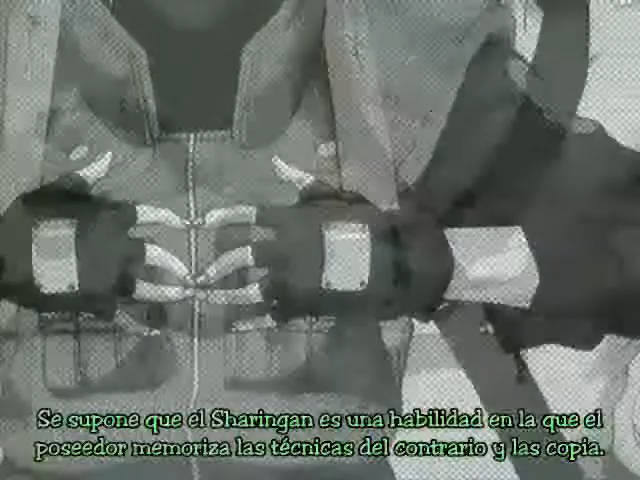 Se supone que el Sharingan es una habilidad en la que el
poseedor memoriza las técnicas del contrario y las copia.